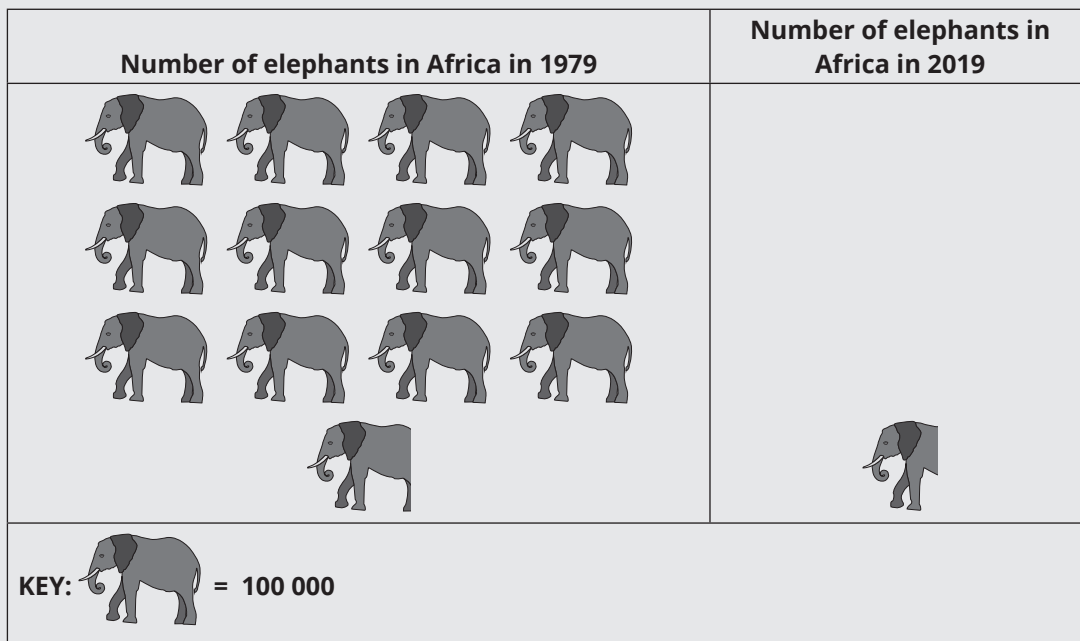 Number of elephants in Africa in 1979
Number of elephants in
Africa in 2019
KEY: = 100 000